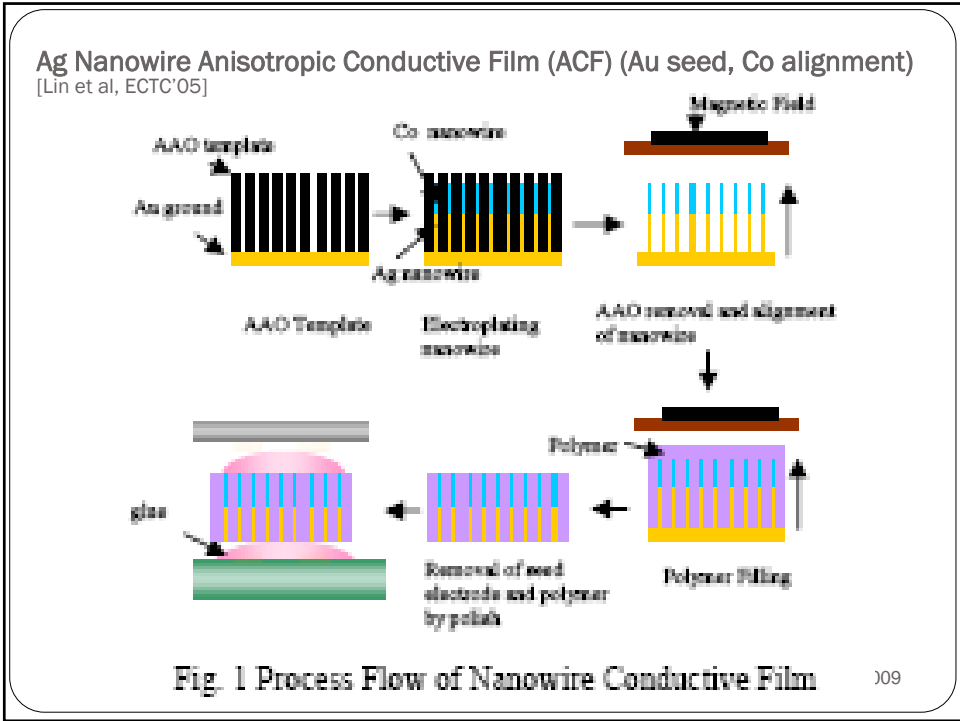 Ag Nanowire Anisotropic Conductive Film (ACF) (Au seed, Co alignment)
[Lin et al, ECTC'05]
Magnetic Field
Co nanowire
AAO template
Au ground
Ag nanowire
AAO Template
Electroplating
nanowire
AAO removal and alignment
of nanowire
Polymer
glue
Removal of seed
electrode and polymer
by polish
Polymer Filling
Fig. 1 Process Flow of Nanowire Conductive Film
009